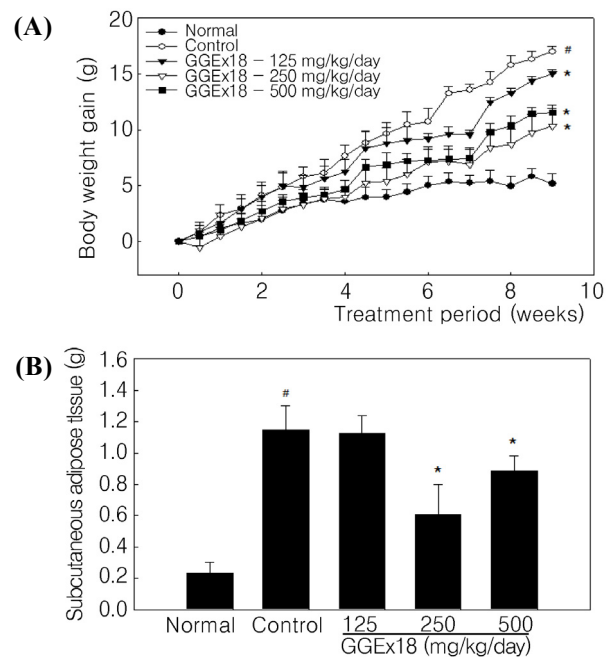 (A)
20
15
10
5
0
Body weight gain (g)
Normal
Control
GGEx18 - 125 mg/kg/day
GGEx18 - 250 mg/kg/day
GGEx18 - 500 mg/kg/day
#
*
*
*
0 2 4 6 8 10
Treatment period (weeks)
(B)
1.6
1.4
1.2
1.0
0.8
0.6
0.4
0.2
0.0
Subcutaneous adipose tissue (g)
#
*
*
Normal Control 125 250 500
GGEx18 (mg/kg/day)